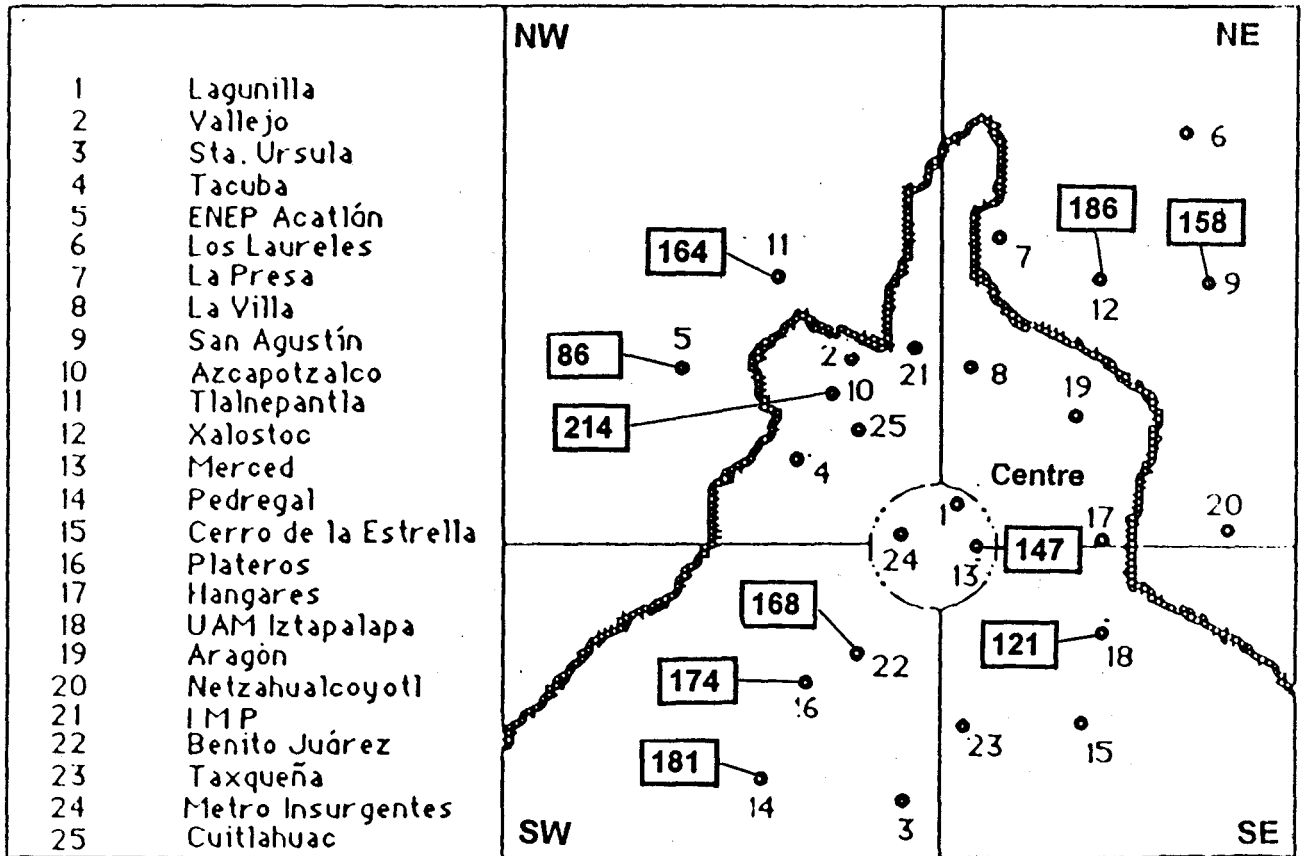 1 Lagunilla
2 Vallejo
3 Sta. Ursula
4 Tacuba
5 ENEP Acatlán
6 Los Laureles
7 La Presa
8 La Villa
9 San Agustín
10 Azcapotzalco
11 Tlalnepantla
12 Xalostoc
13 Merced
14 Pedregal
15 Cerro de la Estrella
16 Plateros
17 Hangares
18 UAM Iztapalapa
19 Aragón
20 Netzahualcoyotl
21 IMP
22 Benito Juárez
23 Taxqueña
24 Metro Insurgentes
25 Cuitlahuac
NW
NE
6
186
158
164
11
7
12
9
86
5
2
21
8
10
19
214
25
4
Centre
1
17
20
24
13
147
168
121
18
22
174
16
23
15
181
14
3
SW
SE